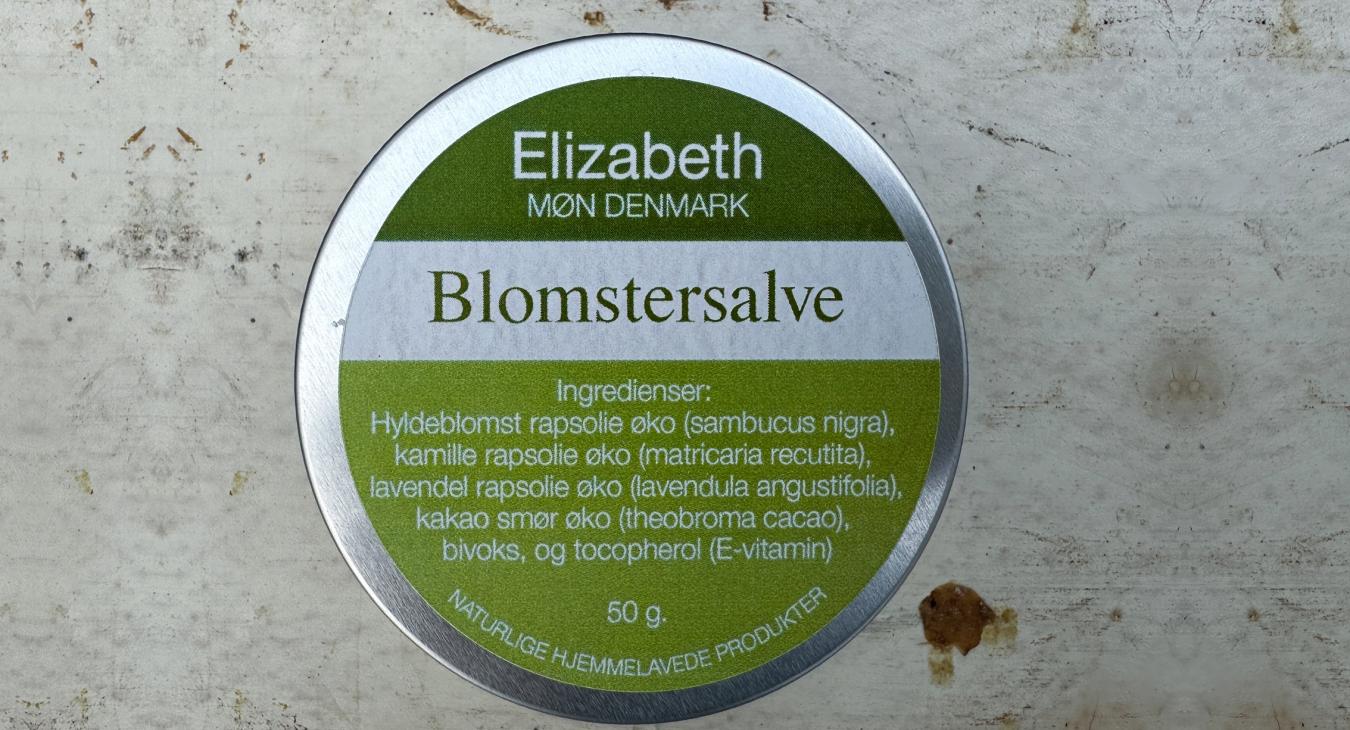 Elizabeth
MØN DENMARK
Blomstersalve
Ingredienser:
Hyldeblomst rapsolie øko (sambucus nigra),
kamille rapsolie øko (matricaria recutita),
lavendel rapsolie øko (lavendula angustifolia),
kakao smør øko (theobroma cacao),
bivoks, og tocopherol (E-vitamin)
50 g.
NATURLIGE HJEMMELAVEDE PRODUKTER